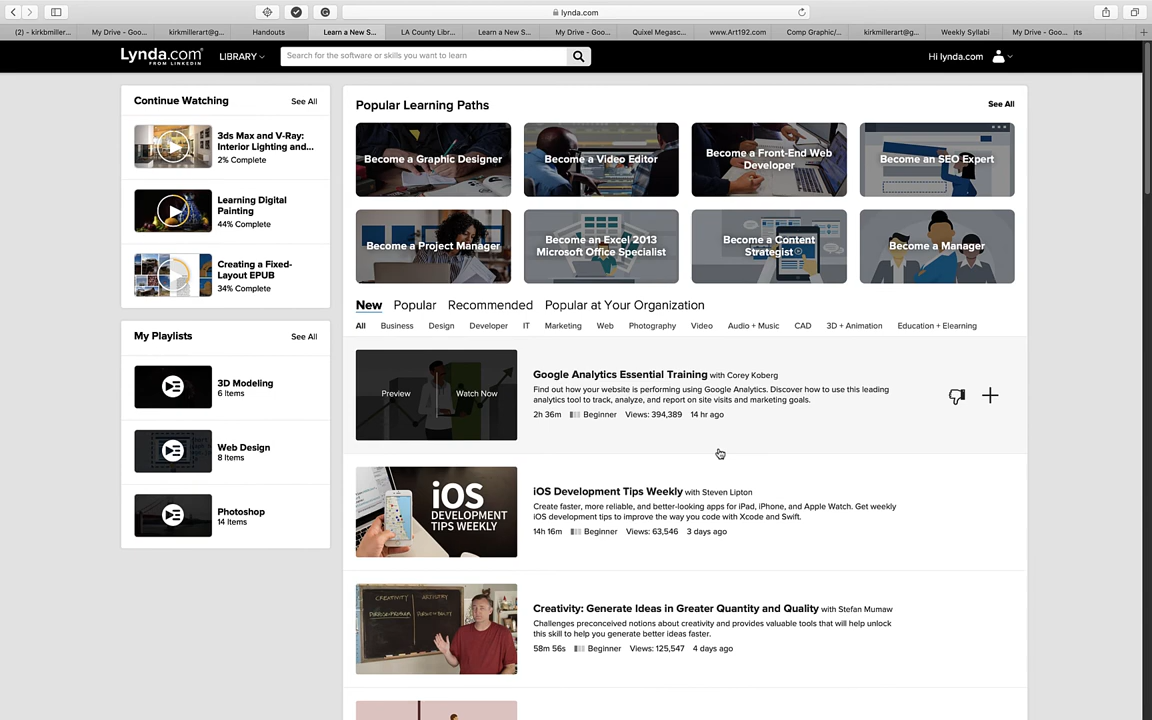 lynda.com
(2) - kirkbmiller...
My Drive - Goo...
kirkmillerart@g...
Handouts
Learn a New S...
LA County Libr...
Learn a New S...
My Drive - Goo...
Quixel Megasc...
www.Art192.com
Comp Graphic/...
kirkmillerart@g...
Weekly Syllabi
My Drive - Goo...
Lynda.com
FROM LINKEDIN
LIBRARY
Search for the software or skills you want to learn
Hi lynda.com
Continue Watching
See All
3ds Max and V-Ray:
Interior Lighting and...
2% Complete
Learning Digital
Painting
44% Complete
Creating a Fixed-
Layout EPUB
34% Complete
My Playlists
See All
3D Modeling
6 Items
Web Design
8 Items
Photoshop
14 Items
Popular Learning Paths
See All
Become a Graphic Designer
Become a Video Editor
Become a Front-End Web
Developer
Become an SEO Expert
Become a Project Manager
Become an Excel 2013
Microsoft Office Specialist
Become a Content
Strategist
Become a Manager
New
Popular
Recommended
Popular at Your Organization
All
Business
Design
Developer
IT
Marketing
Web
Photography
Video
Audio + Music
CAD
3D + Animation
Education + Elearning
Preview
Watch Now
Google Analytics Essential Training with Corey Koberg
Find out how your website is performing using Google Analytics. Discover how to use this leading
analytics tool to track, analyze, and report on site visits and marketing goals.
2h 36m Beginner Views: 394,389 14 hr ago
iOS
DEVELOPMENT
TIPS WEEKLY
iOS Development Tips Weekly with Steven Lipton
Create faster, more reliable, and better-looking apps for iPad, iPhone, and Apple Watch. Get weekly
iOS development tips to improve the way you code with Xcode and Swift.
14h 16m Beginner Views: 63,546 3 days ago
CREATIVITY
Creativity: Generate Ideas in Greater Quantity and Quality with Stefan Mumaw
Challenges preconceived notions about creativity and provides valuable tools that will help unlock
this skill to help you generate better ideas faster.
58m 56s Beginner Views: 125,547 4 days ago